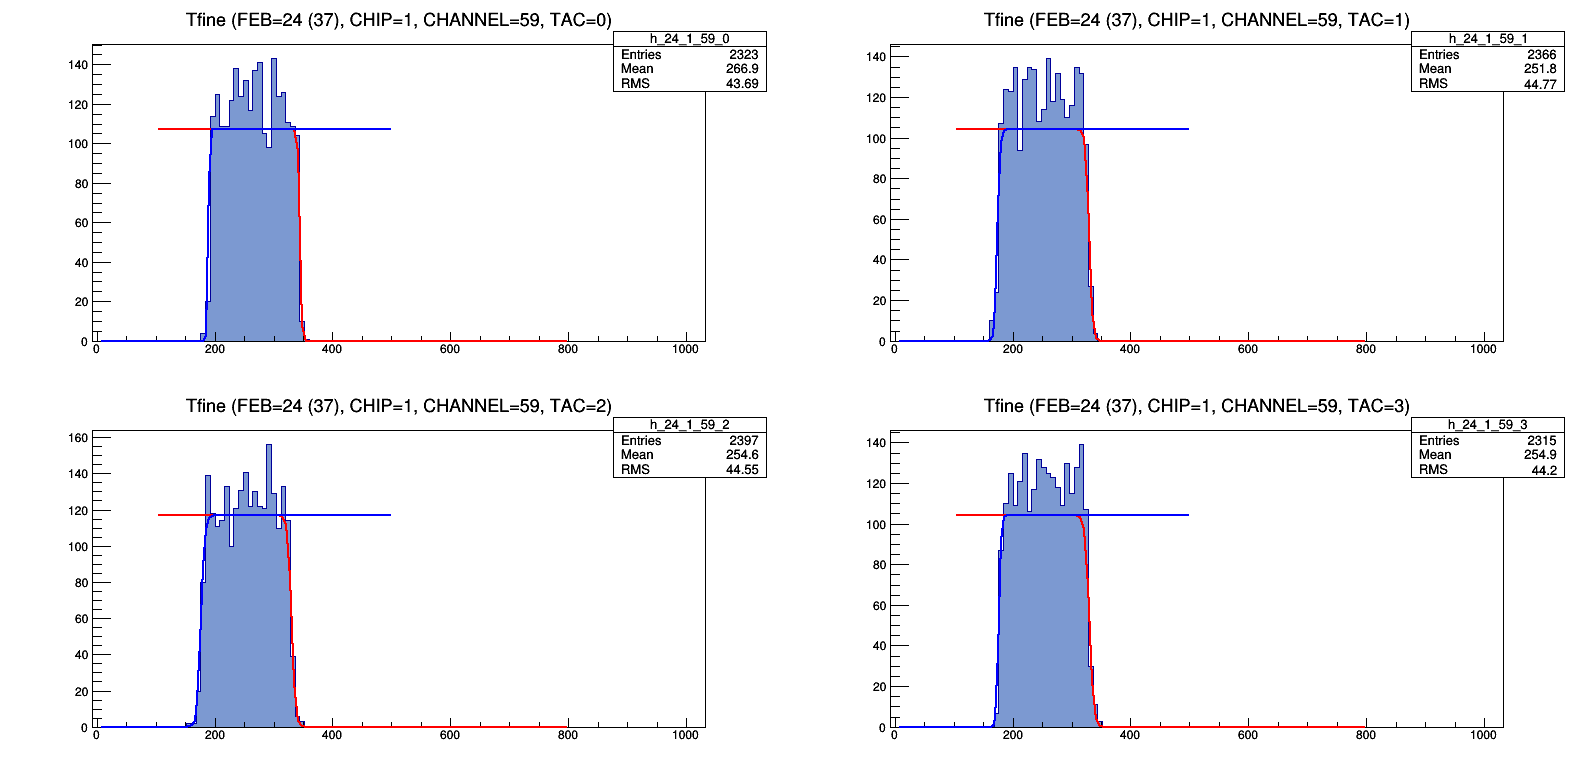 Tfine (FEB=24 (37), CHIP=1, CHANNEL=59, TAC=0)
h_24_1_59_0
Entries 2323
Mean 266.9
RMS 43.69
140
120
100
80
60
40
20
0
0 200 400 600 800 1000
Tfine (FEB=24 (37), CHIP=1, CHANNEL=59, TAC=1)
h_24_1_59_1
Entries 2366
Mean 251.8
RMS 44.77
140
120
100
80
60
40
20
0
0 200 400 600 800 1000
Tfine (FEB=24 (37), CHIP=1, CHANNEL=59, TAC=2)
h_24_1_59_2
Entries 2397
Mean 254.6
RMS 44.55
160
140
120
100
80
60
40
20
0
0 200 400 600 800 1000
Tfine (FEB=24 (37), CHIP=1, CHANNEL=59, TAC=3)
h_24_1_59_3
Entries 2315
Mean 254.9
RMS 44.2
140
120
100
80
60
40
20
0
0 200 400 600 800 1000